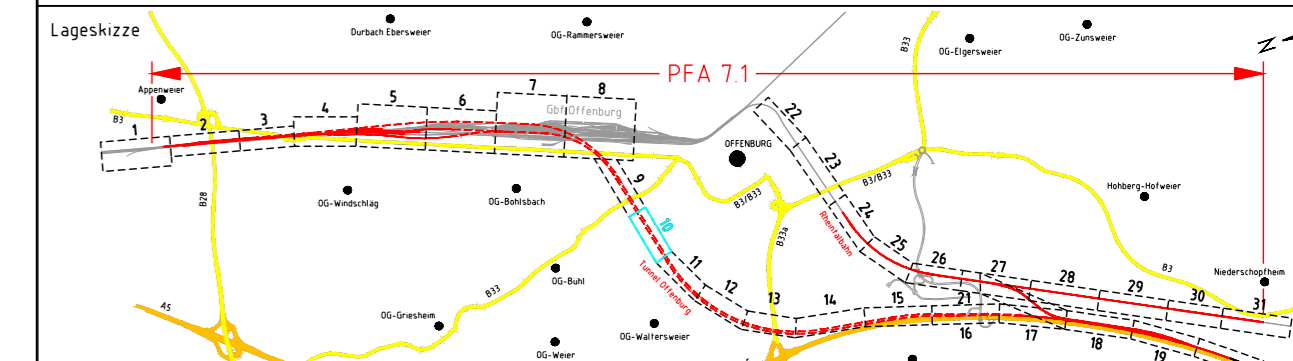 Lageskizze
Durbach Ebersweier
OG-Rammersweier
OG-Elgersweier
OG-Zunsweier
B33
N
PFA 7.1
Appenweier
B3
1
2
3
4
5
6
7
8
Gbf Offenburg
22
23
24
25
OFFENBURG
B3/B33
B3/B33
Hohberg-Hofweier
B28
OG-Windschläg
OG-Bohlsbach
9
10
B33a
Rheintalbahn
26
27
28
29
30
31
B3
Niederschopfheim
OG-Bühl
B33
Tunnel Offenburg
11
12
13
14
15
21
16
17
18
19
A5
OG-Griesheim
OG-Waltersweier
OG-Weier